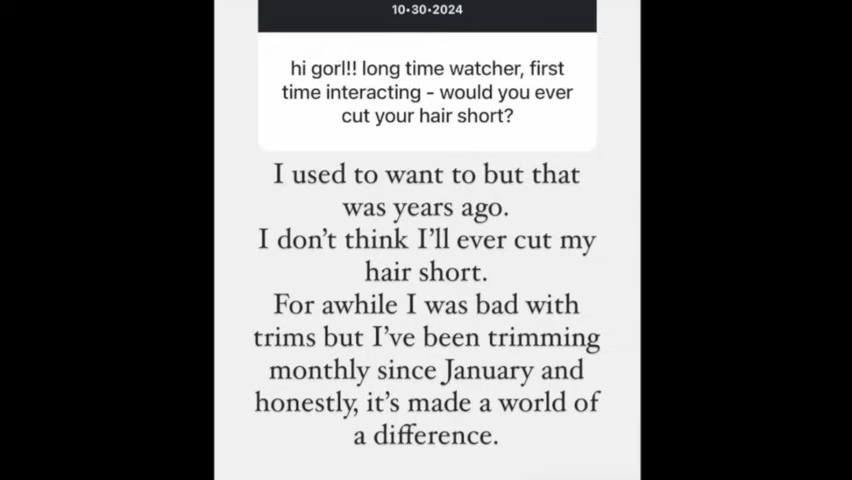 10•30•2024
hi gorl!! long time watcher, first
time interacting - would you ever
cut your hair short?
I used to want to but that
was years ago.
I don’t think I’ll ever cut my
hair short.
For awhile I was bad with
trims but I’ve been trimming
monthly since January and
honestly, it’s made a world of
a difference.